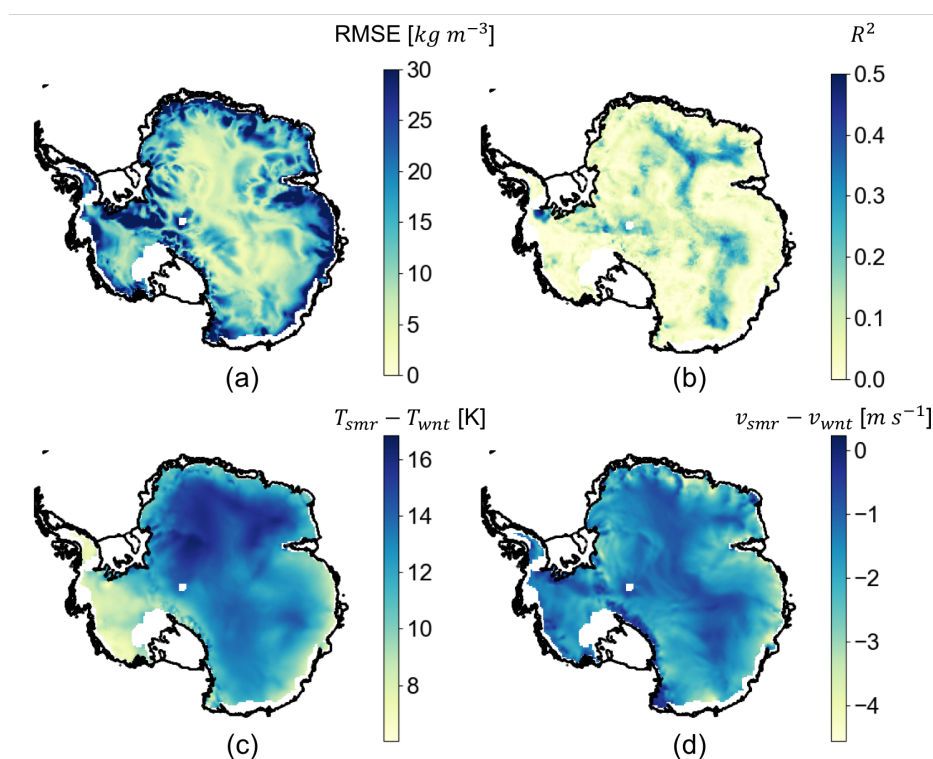 RMSE [kg m⁻³]
30
25
20
15
10
5
0
(a)
R²
0.5
0.4
0.3
0.2
0.1
0.0
(b)
T_smr − T_wnt [K]
16
14
12
10
8
(c)
v_smr − v_wnt [m s⁻¹]
0
−1
−2
−3
−4
(d)